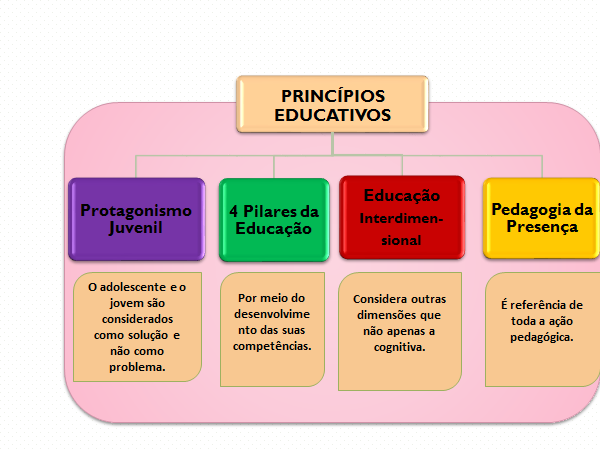 PRINCÍPIOS
EDUCATIVOS
Protagonismo
Juvenil
4 Pilares da
Educação
Educação
Interdimen-
sional
Pedagogia da
Presença
O adolescente e o
jovem são
considerados
como solução e
não como
problema.
Por meio do
desenvolvime
nto das suas
competências.
Considera outras
dimensões que
não apenas a
cognitiva.
É referência de
toda a ação
pedagógica.